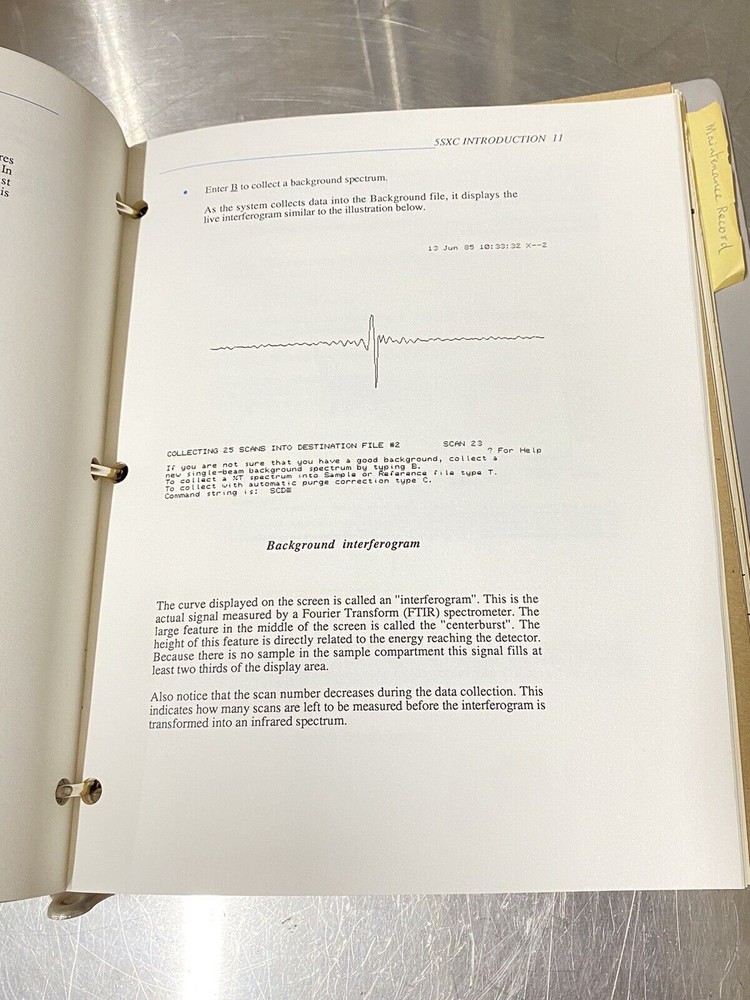 res
In
st
is
5SXC INTRODUCTION 11
Maintenance Record
• Enter B to collect a background spectrum.
As the system collects data into the Background file, it displays the
live interferogram similar to the illustration below.
13 Jun 85 10:33:32 X--2
COLLECTING 25 SCANS INTO DESTINATION FILE #2 SCAN 23
? For Help
If you are not sure that you have a good background, collect a
new single-beam background spectrum by typing B.
To collect a %T spectrum into Sample or Reference file type T.
To collect with automatic purge correction type C.
Command string is: SCD
Background interferogram
The curve displayed on the screen is called an "interferogram". This is the
actual signal measured by a Fourier Transform (FTIR) spectrometer. The
large feature in the middle of the screen is called the "centerburst". The
height of this feature is directly related to the energy reaching the detector.
Because there is no sample in the sample compartment this signal fills at
least two thirds of the display area.
Also notice that the scan number decreases during the data collection. This
indicates how many scans are left to be measured before the interferogram is
transformed into an infrared spectrum.